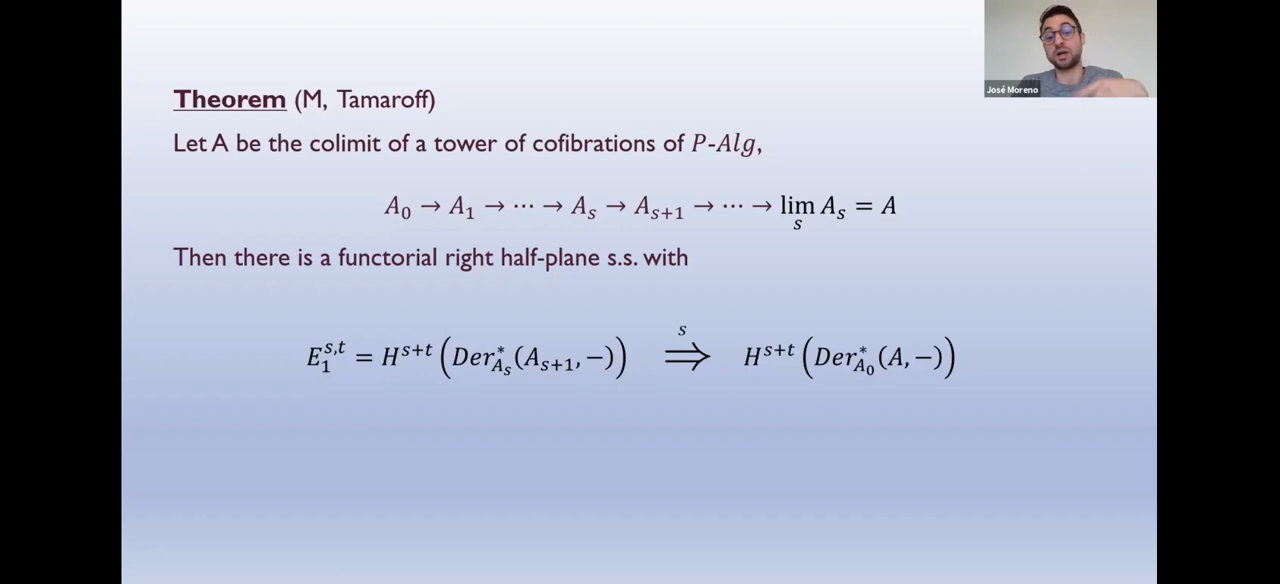 Theorem (M, Tamaroff)
Let A be the colimit of a tower of cofibrations of P-Alg,
A₀ → A₁ → ⋯ → Aₛ → Aₛ₊₁ → ⋯ → lim Aₛ = A
s
Then there is a functorial right half-plane s.s. with
s
E₁^{s,t} = H^{s+t}(Der*_{Aₛ}(Aₛ₊₁, −)) ⟹ H^{s+t}(Der*_{A₀}(A, −))
José Moreno